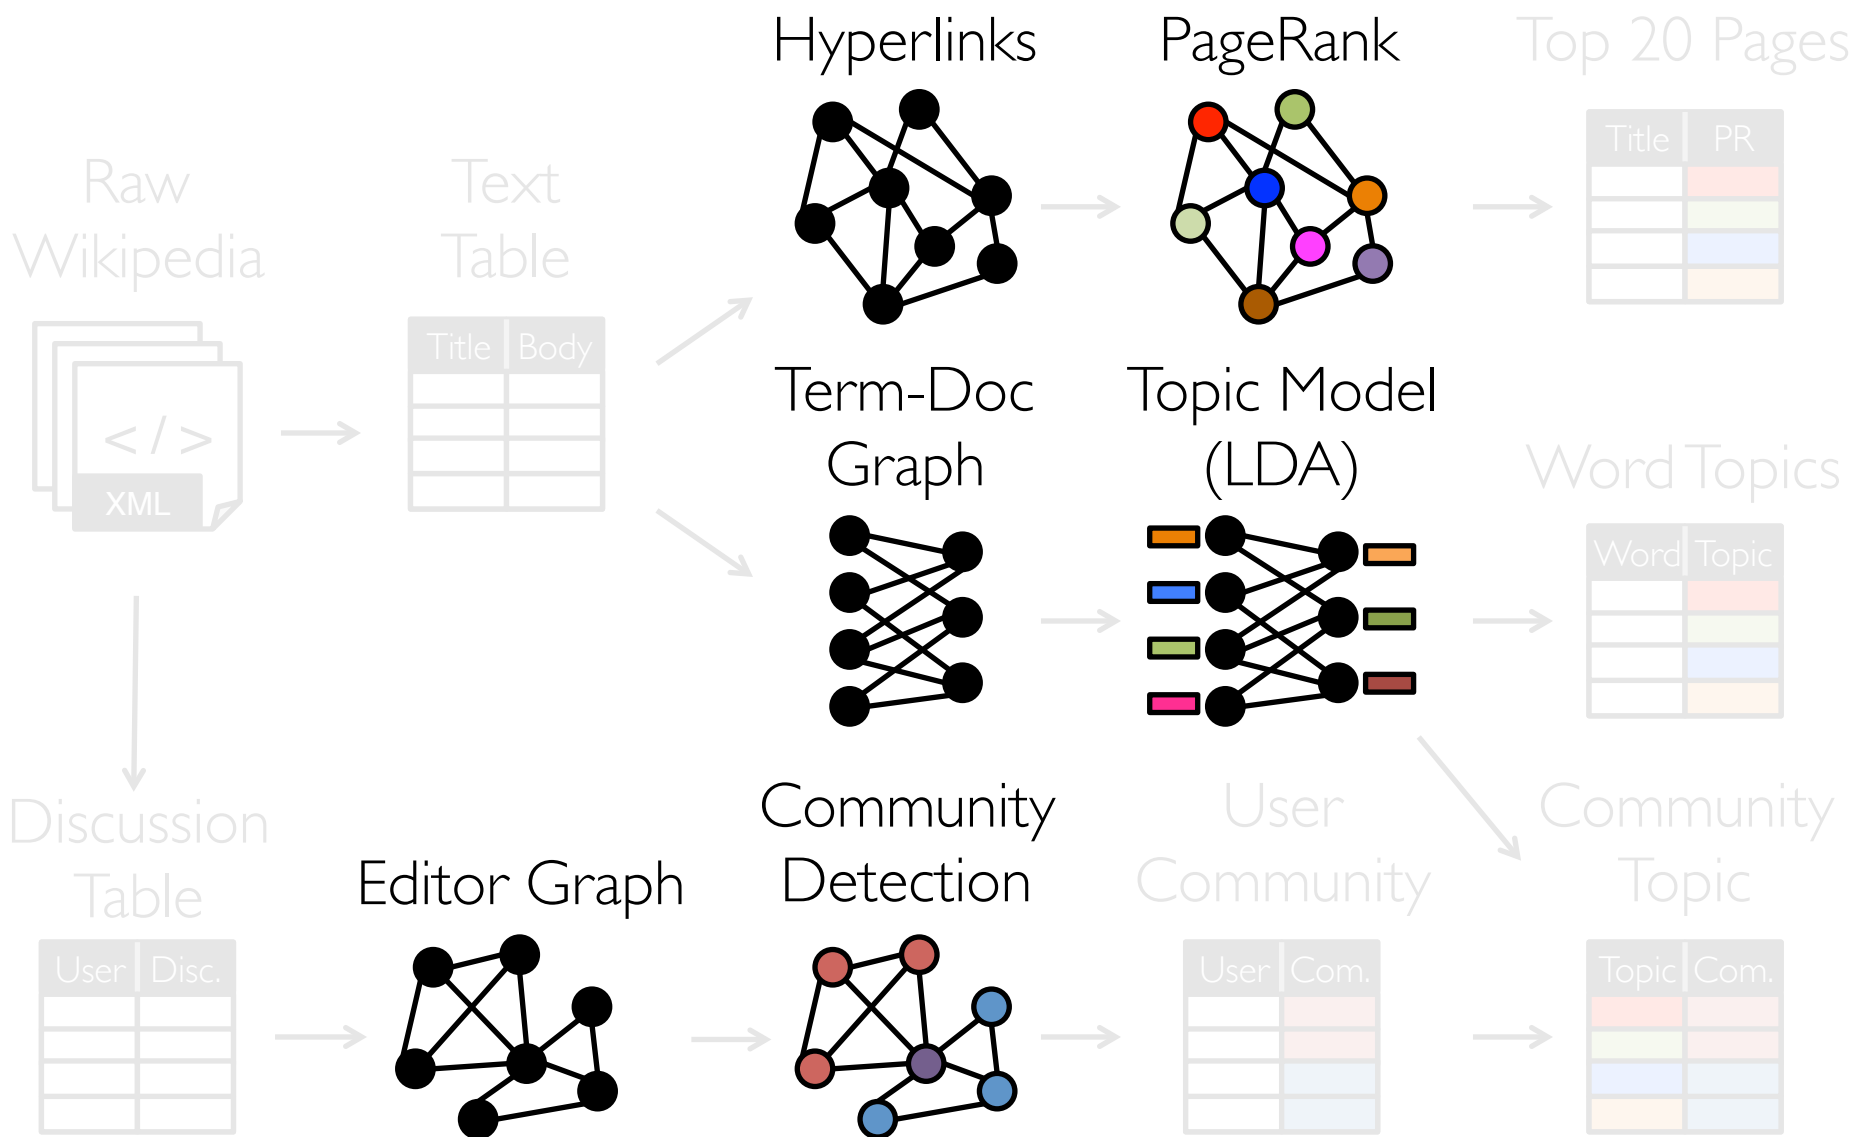 Hyperlinks
PageRank
Top 20 Pages
Title PR
Raw
Wikipedia
</>
XML
Text
Table
Title Body
Term-Doc
Graph
Topic Model
(LDA)
Word Topics
Word Topic
Discussion
Table
User Disc.
Editor Graph
Community
Detection
User
Community
User Com.
Community
Topic
Topic Com.